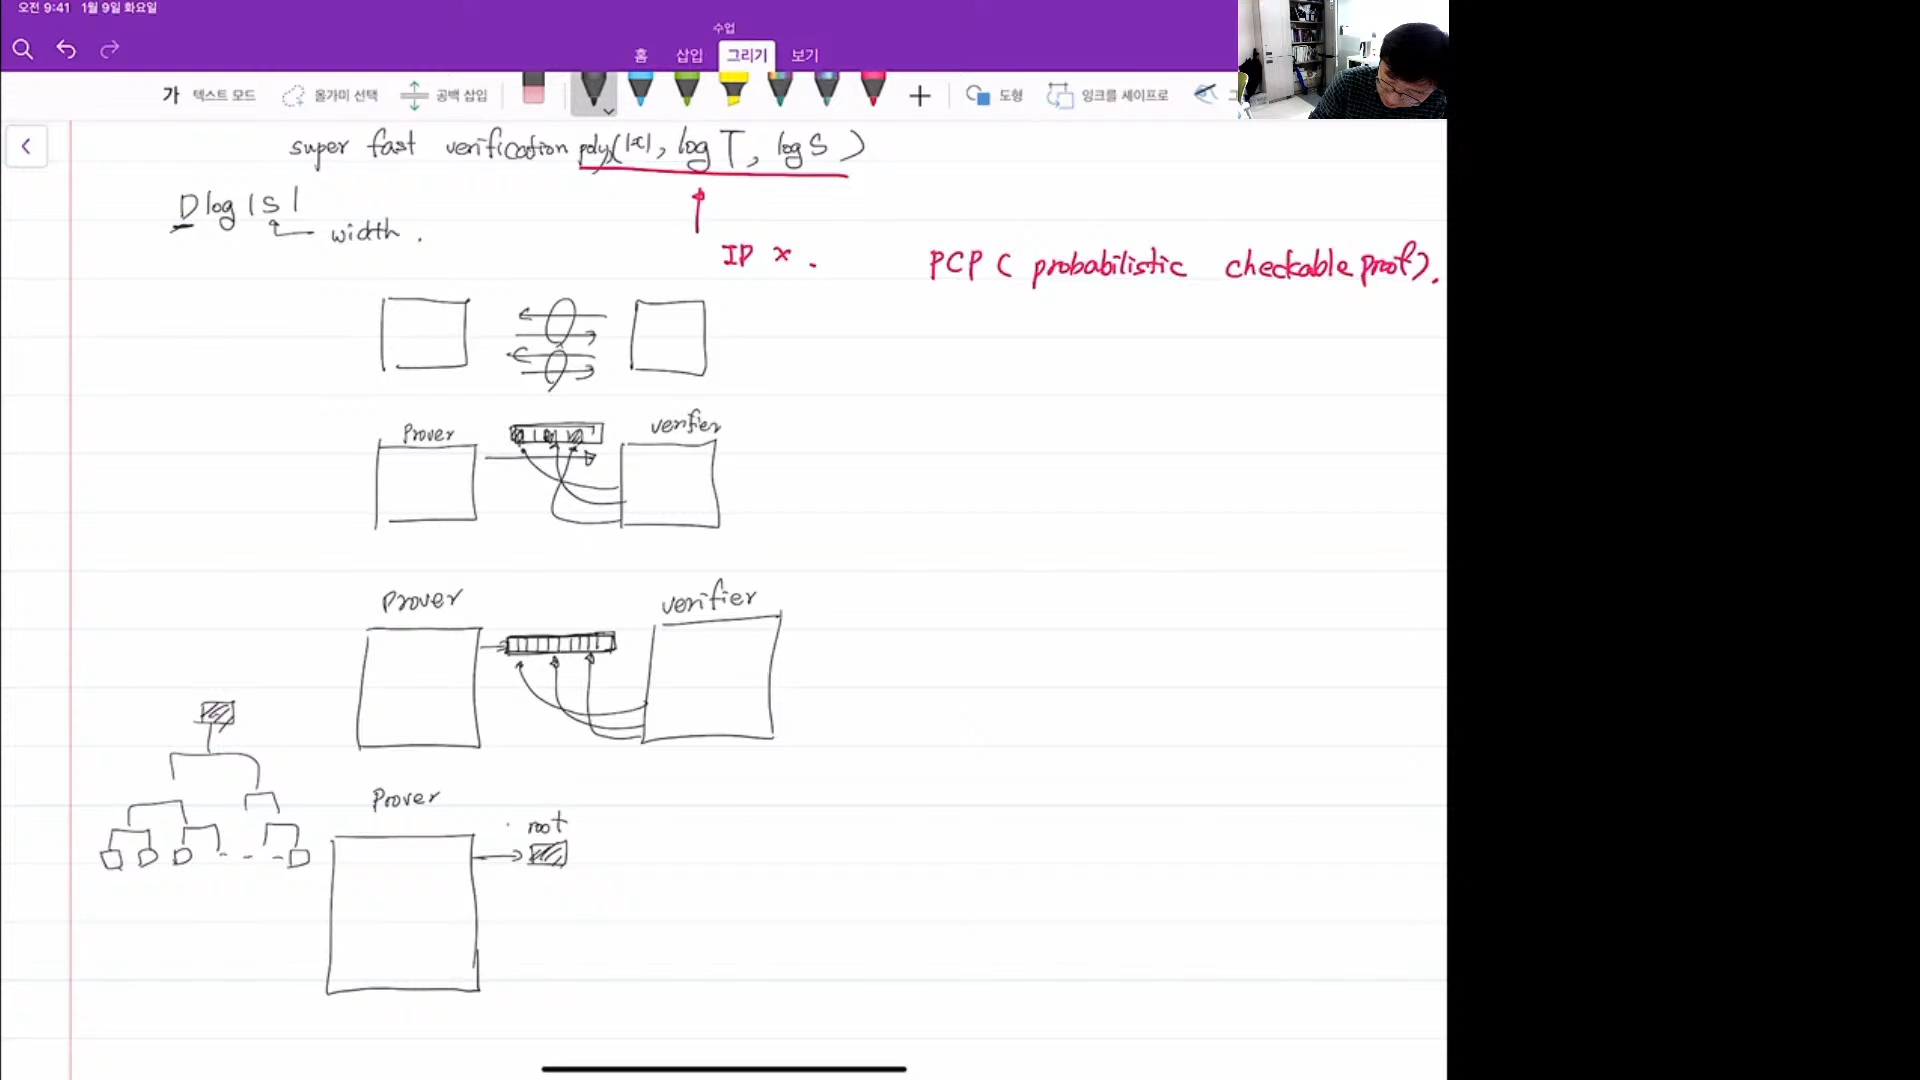 오전 9:41 1월 9일 화요일
수업
홈 삽입 그리기 보기
가 텍스트 모드 올가미 선택 공백 삽입 도형 잉크를 셰이프로 그
super fast verification poly(|x|, log T, log S)
D log |S|
width.
IP x.
PCP ( probabilistic checkable proof).
Prover verifier
Prover verifier
Prover
root